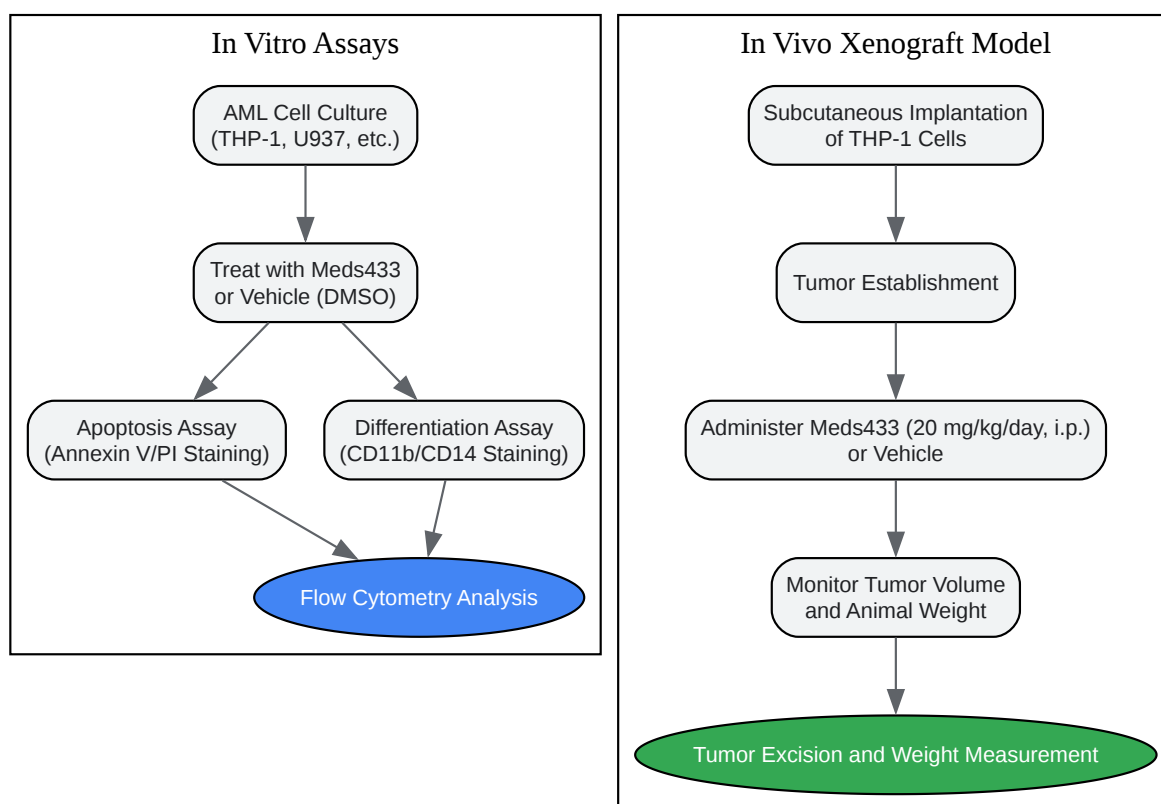 In Vitro Assays
AML Cell Culture
(THP-1, U937, etc.)
Treat with Meds433
or Vehicle (DMSO)
Apoptosis Assay
(Annexin V/PI Staining)
Differentiation Assay
(CD11b/CD14 Staining)
Flow Cytometry Analysis
In Vivo Xenograft Model
Subcutaneous Implantation
of THP-1 Cells
Tumor Establishment
Administer Meds433 (20 mg/kg/day, i.p.)
or Vehicle
Monitor Tumor Volume
and Animal Weight
Tumor Excision and Weight Measurement